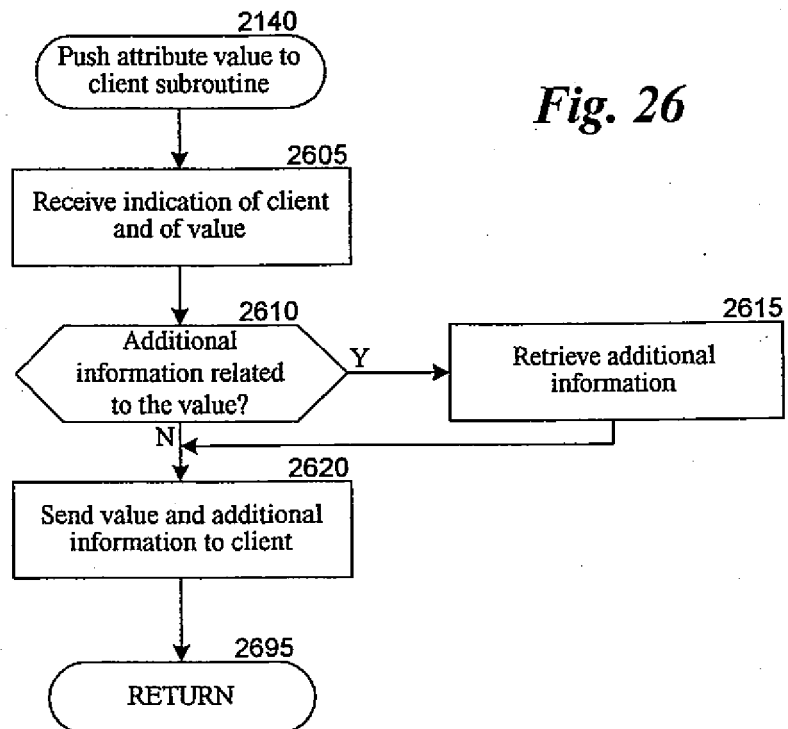 2140
Push attribute value to
client subroutine
Fig. 26
2605
Receive indication of client
and of value
2610
Additional
information related
to the value?
Y
2615
Retrieve additional
information
N
2620
Send value and additional
information to client
2695
RETURN